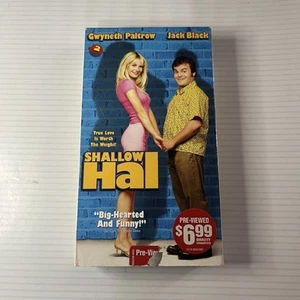 Gwyneth Paltrow Jack Black
True Love
Is Worth
The Weight!
SHALLOW
Hal
"Big-Hearted
And Funny!"
PRE-VIEWED
$6.99
Pre-Vie